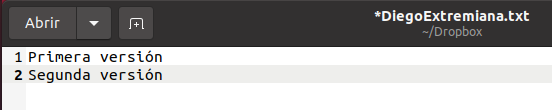 Abrir
*DiegoExtremiana.txt
~/Dropbox
1 Primera versión
2 Segunda versión